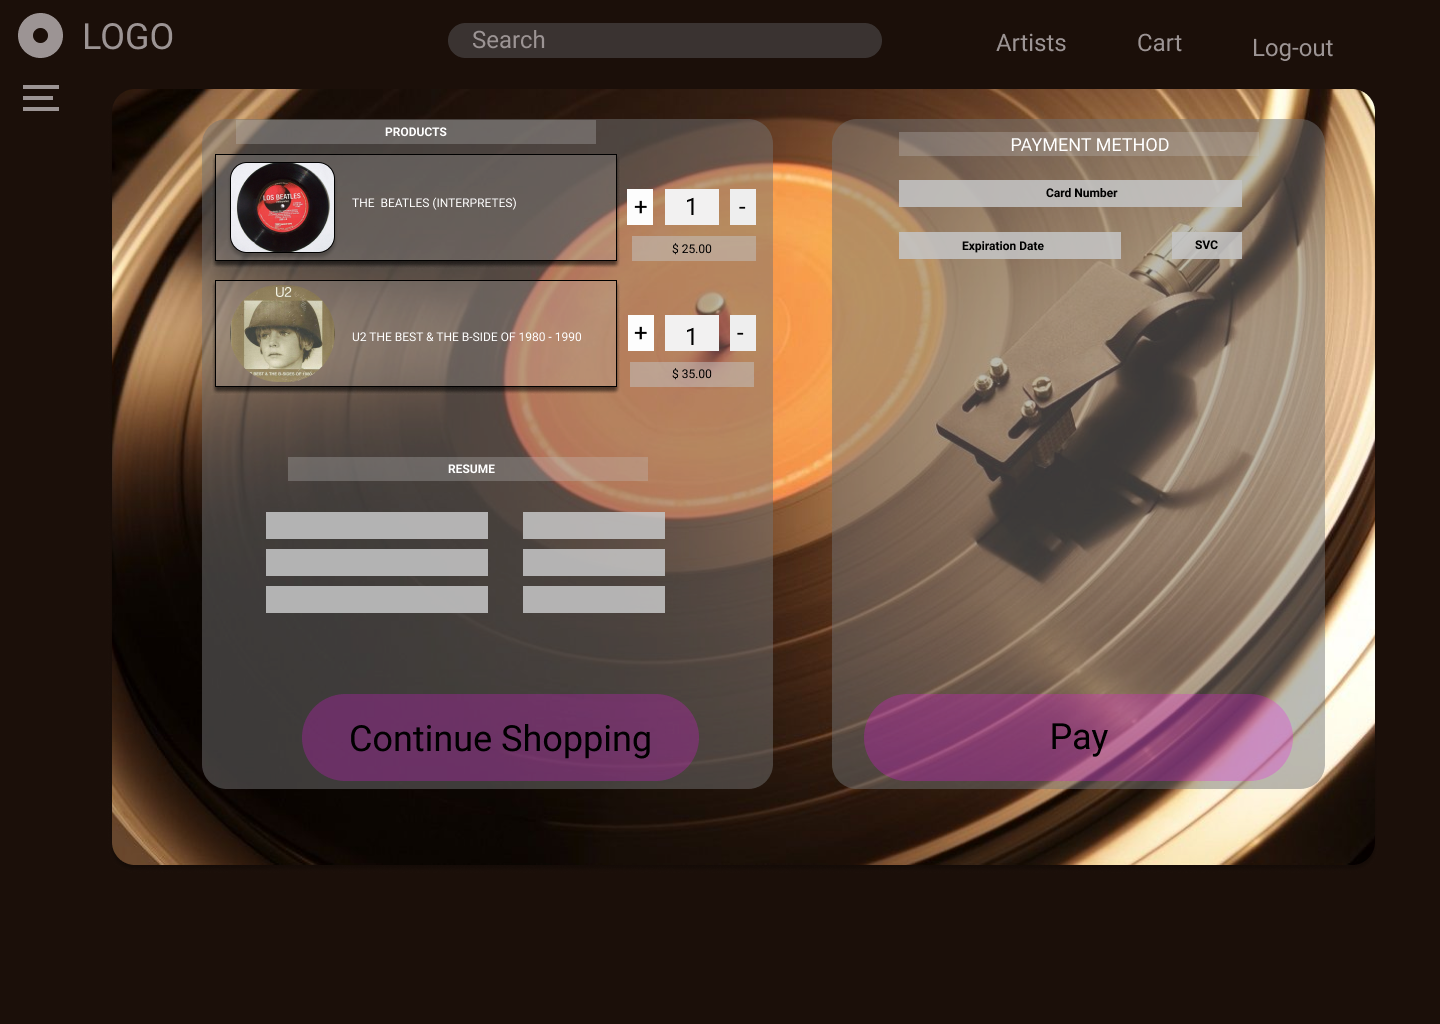 LOGO
Search
Artists
Cart
Log-out
PRODUCTS
LOS BEATLES
THE BEATLES (INTERPRETES)
+
1
-
$ 25.00
U2
U2 THE BEST & THE B-SIDE OF 1980 - 1990
+
1
-
$ 35.00
RESUME
Continue Shopping
PAYMENT METHOD
Card Number
Expiration Date
SVC
Pay